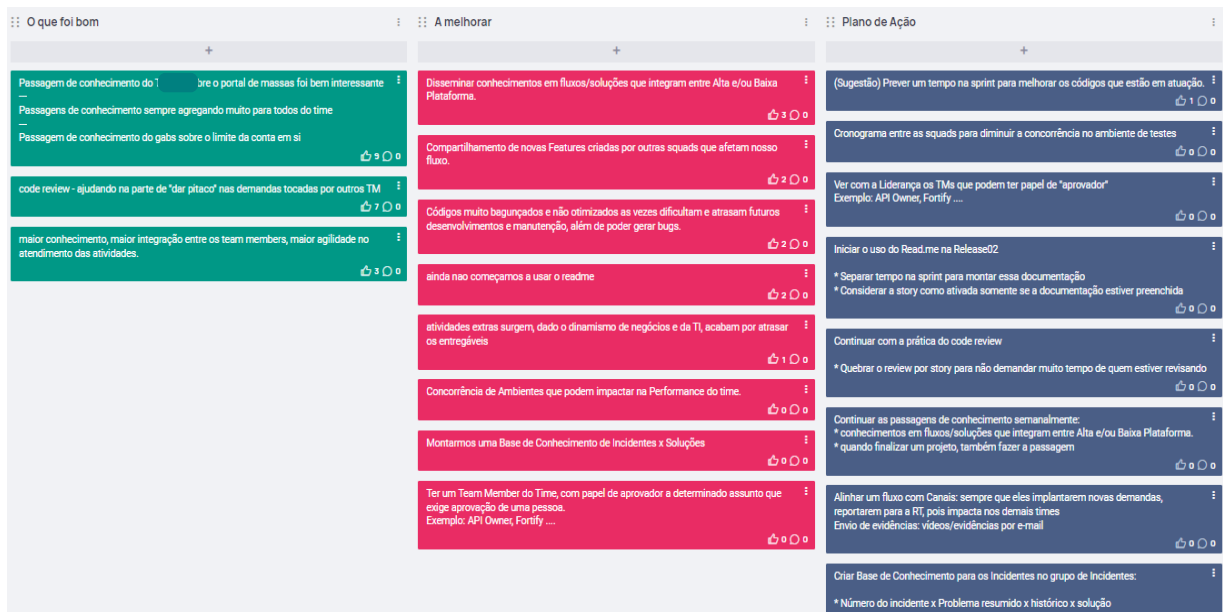 O que foi bom
+
Passagem de conhecimento do bre o portal de massas foi bem interessante
—
Passagens de conhecimento sempre agregando muito para todos do time
—
Passagem de conhecimento do gabs sobre o limite da conta em si
9 0
code review - ajudando na parte de "dar pitaco" nas demandas tocadas por outros TM
7 0
maior conhecimento, maior integração entre os team members, maior agilidade no
atendimento das atividades.
3 0
A melhorar
+
Disseminar conhecimentos em fluxos/soluções que integram entre Alta e/ou Baixa
Plataforma.
3 0
Compartilhamento de novas Features criadas por outras squads que afetam nosso
fluxo.
2 0
Códigos muito bagunçados e não otimizados as vezes dificultam e atrasam futuros
desenvolvimentos e manutenção, além de poder gerar bugs.
2 0
ainda nao começamos a usar o readme
2 0
atividades extras surgem, dado o dinamismo de negócios e da TI, acabam por atrasar
os entregáveis
1 0
Concorrência de Ambientes que podem impactar na Performance do time.
0 0
Montarmos uma Base de Conhecimento de Incidentes x Soluções
0 0
Ter um Team Member do Time, com papel de aprovador a determinado assunto que
exige aprovação de uma pessoa.
Exemplo: API Owner, Fortify ....
0 0
Plano de Ação
+
(Sugestão) Prever um tempo na sprint para melhorar os códigos que estão em atuação.
1 0
Cronograma entre as squads para diminuir a concorrência no ambiente de testes
0 0
Ver com a Liderança os TMs que podem ter papel de "aprovador"
Exemplo: API Owner, Fortify ....
0 0
Iniciar o uso do Read.me na Release02
* Separar tempo na sprint para montar essa documentação
* Considerar a story como ativada somente se a documentação estiver preenchida
0 0
Continuar com a prática do code review
* Quebrar o review por story para não demandar muito tempo de quem estiver revisando
0 0
Continuar as passagens de conhecimento semanalmente:
* conhecimentos em fluxos/soluções que integram entre Alta e/ou Baixa Plataforma.
* quando finalizar um projeto, também fazer a passagem
0 0
Alinhar um fluxo com Canais: sempre que eles implantarem novas demandas,
reportarem para a RT, pois impacta nos demais times
Envio de evidências: vídeos/evidências por e-mail
0 0
Criar Base de Conhecimento para os Incidentes no grupo de Incidentes:
* Número do incidente x Problema resumido x histórico x solução